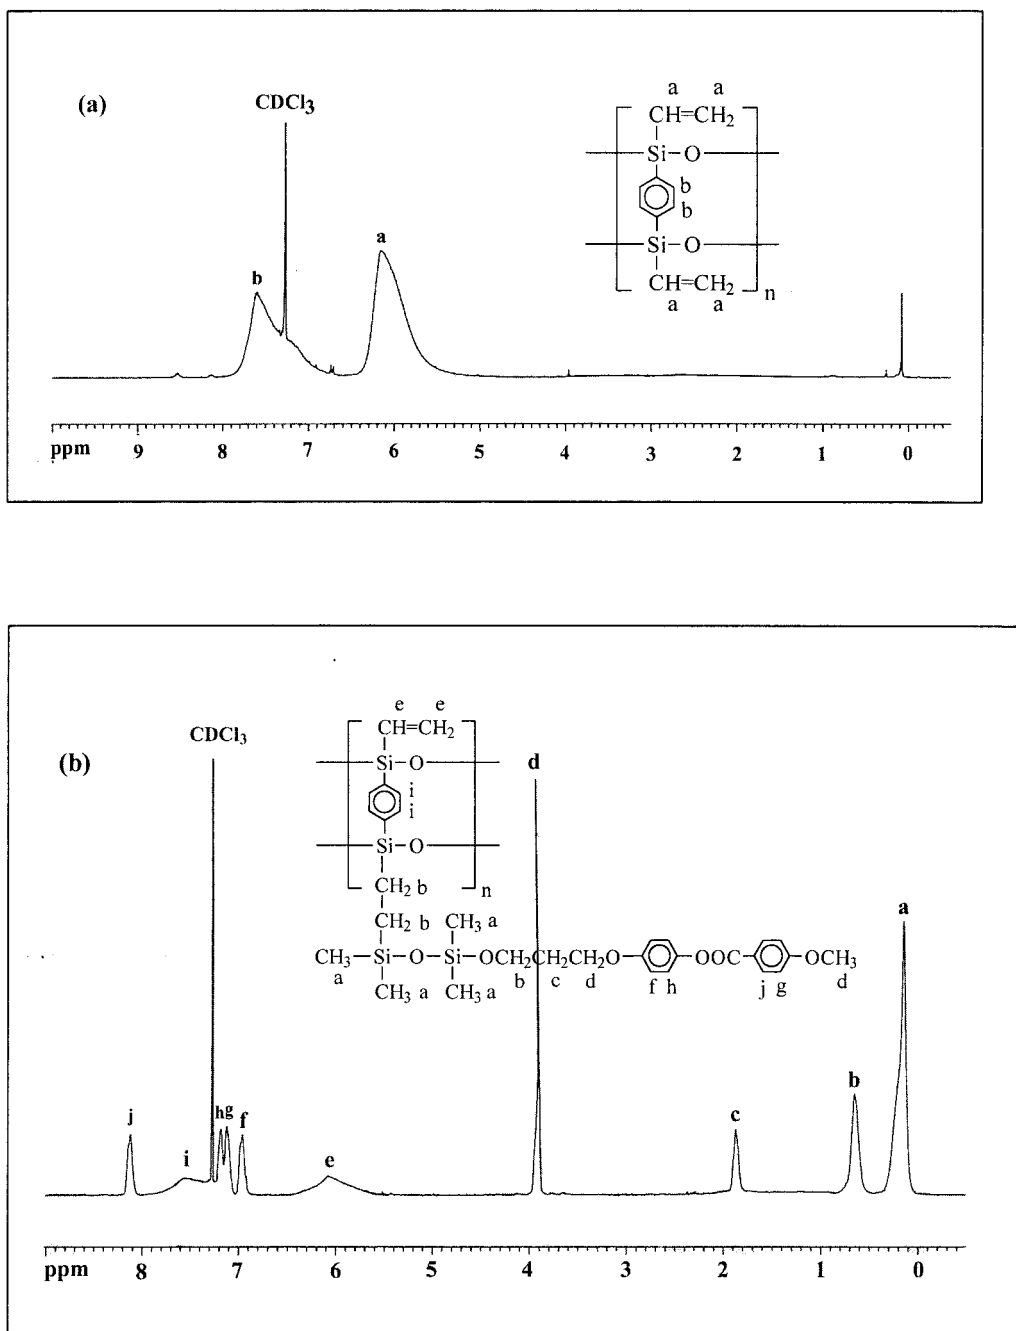 (a)
CDCl3
b
a
a a
CH=CH2
Si-O
b
b
Si-O
CH=CH2
n
a a
ppm 9 8 7 6 5 4 3 2 1 0
(b)
CDCl3
d
e e
CH=CH2
Si-O
i
i
Si-O
CH2 b
n
CH2 b CH3 a
CH3-Si-O-Si-OCH2CH2CH2O OOC OCH3
a CH3 a CH3 a b c d f h j g d
a
b
c
j
i
h g f
e
ppm 8 7 6 5 4 3 2 1 0